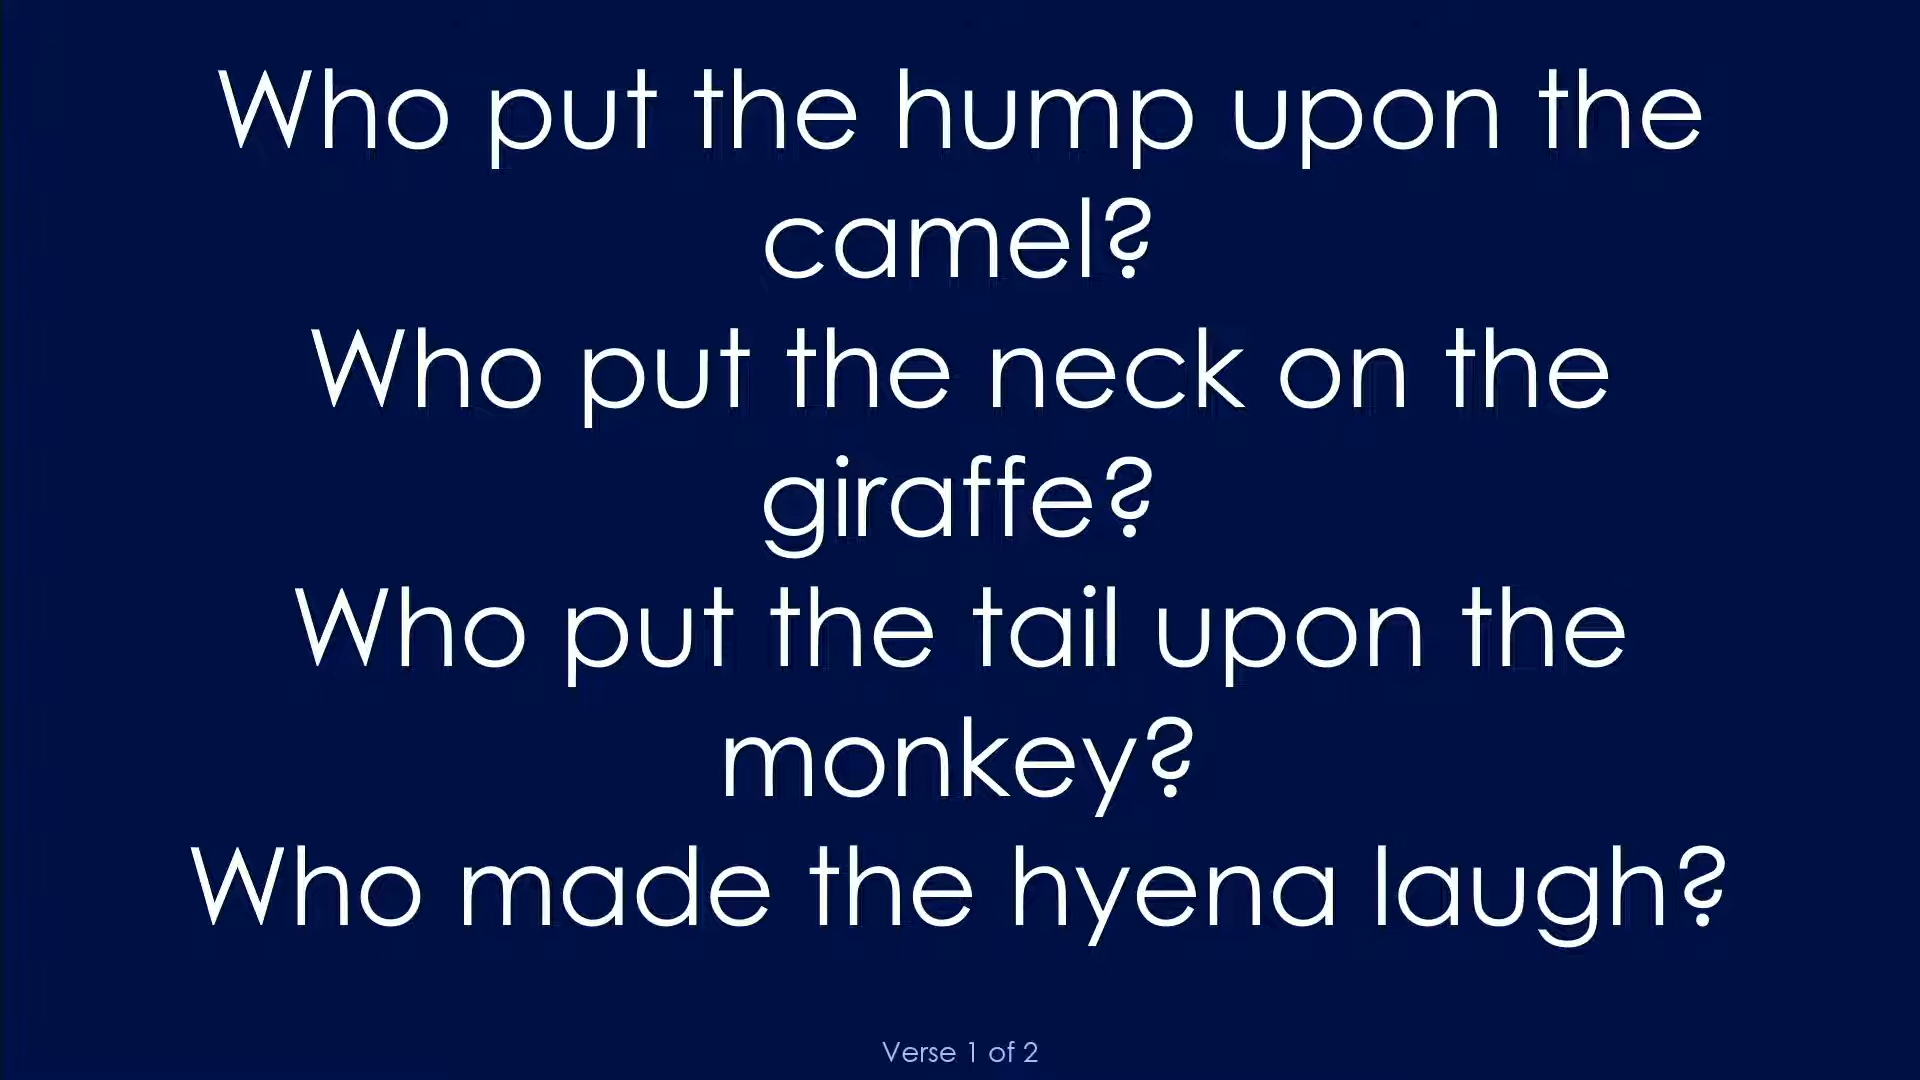 Who put the hump upon the
camel?
Who put the neck on the
giraffe?
Who put the tail upon the
monkey?
Who made the hyena laugh?
Verse 1 of 2